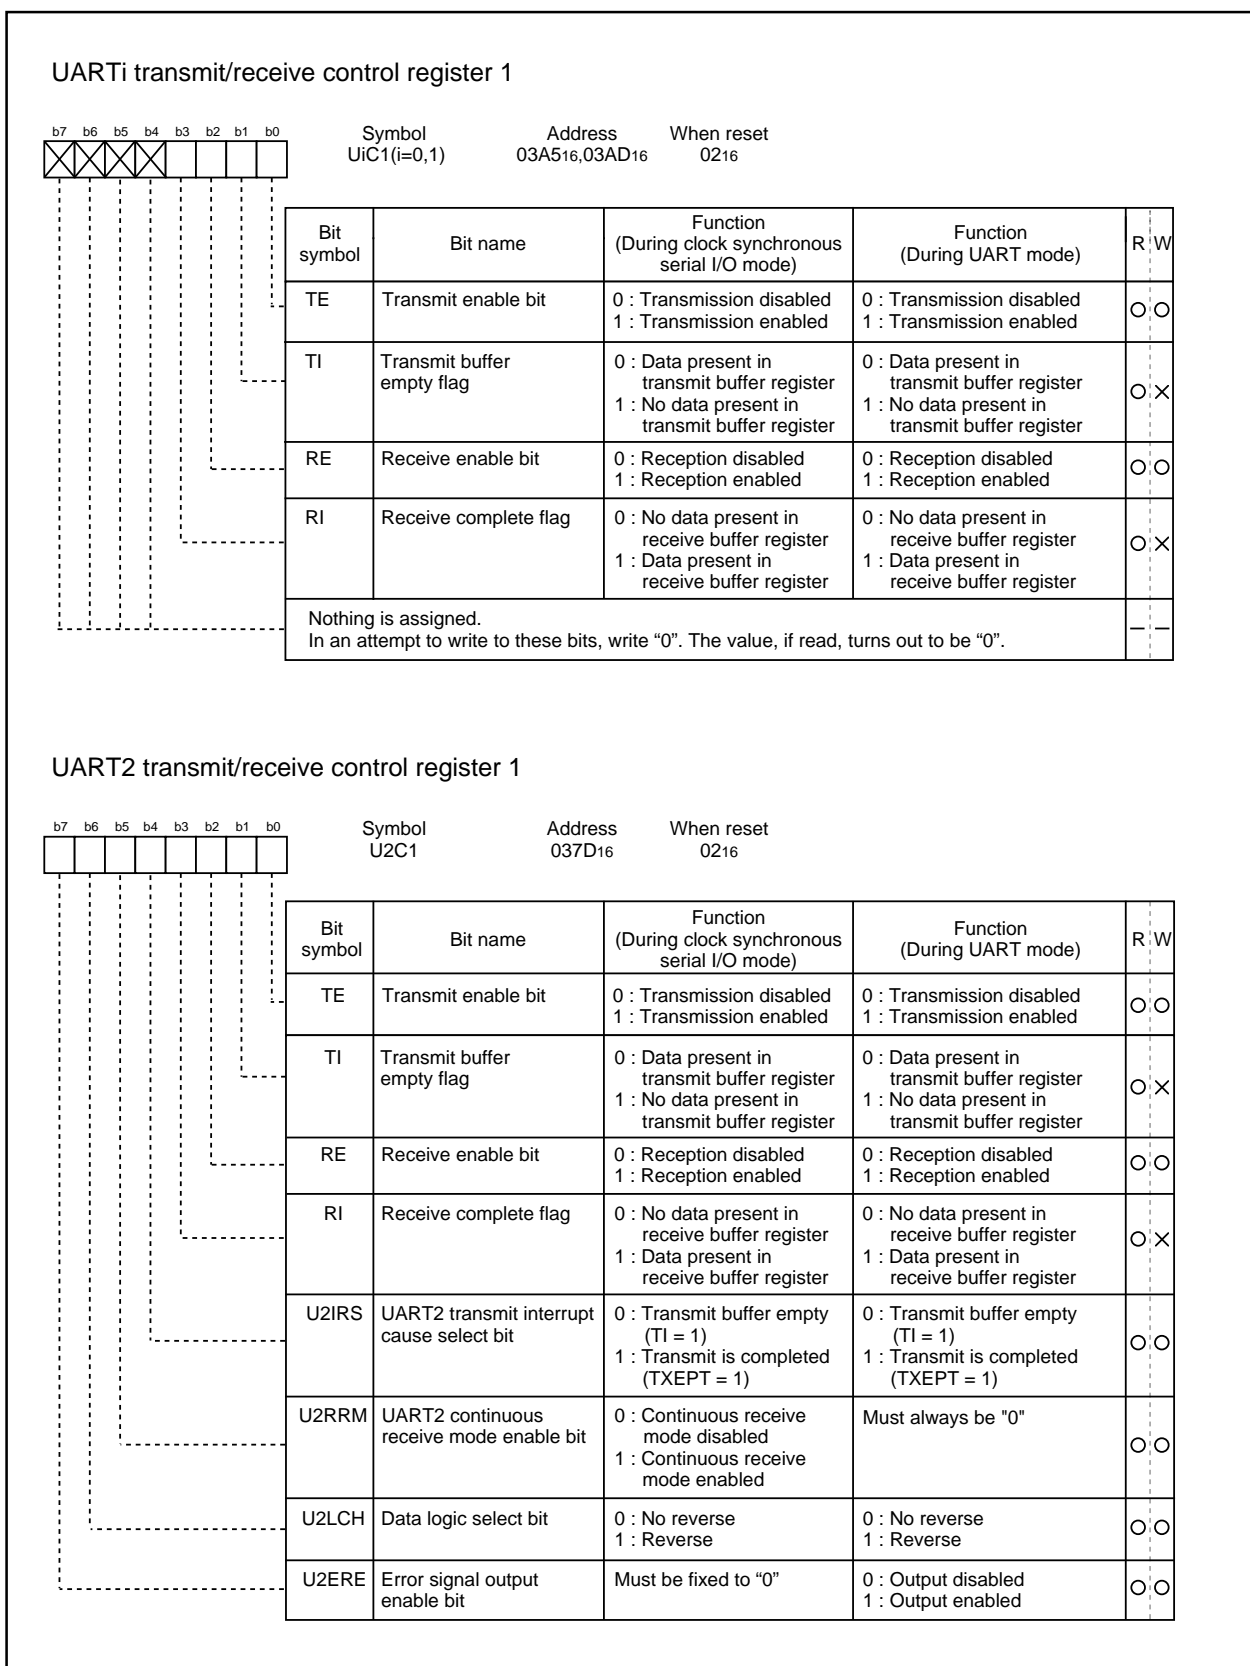 UARTi transmit/receive control register 1
b7 b6 b5 b4 b3 b2 b1 b0
Symbol Address When reset
UiC1(i=0,1) 03A516,03AD16 0216
Bit symbol Bit name Function (During clock synchronous serial I/O mode) Function (During UART mode) R W
TE Transmit enable bit 0 : Transmission disabled 0 : Transmission disabled
1 : Transmission enabled 1 : Transmission enabled
TI Transmit buffer 0 : Data present in 0 : Data present in
empty flag transmit buffer register transmit buffer register
1 : No data present in 1 : No data present in
transmit buffer register transmit buffer register
RE Receive enable bit 0 : Reception disabled 0 : Reception disabled
1 : Reception enabled 1 : Reception enabled
RI Receive complete flag 0 : No data present in 0 : No data present in
receive buffer register receive buffer register
1 : Data present in 1 : Data present in
receive buffer register receive buffer register
Nothing is assigned.
In an attempt to write to these bits, write “0”. The value, if read, turns out to be “0”.
UART2 transmit/receive control register 1
b7 b6 b5 b4 b3 b2 b1 b0
Symbol Address When reset
U2C1 037D16 0216
Bit symbol Bit name Function (During clock synchronous serial I/O mode) Function (During UART mode) R W
TE Transmit enable bit 0 : Transmission disabled 0 : Transmission disabled
1 : Transmission enabled 1 : Transmission enabled
TI Transmit buffer 0 : Data present in 0 : Data present in
empty flag transmit buffer register transmit buffer register
1 : No data present in 1 : No data present in
transmit buffer register transmit buffer register
RE Receive enable bit 0 : Reception disabled 0 : Reception disabled
1 : Reception enabled 1 : Reception enabled
RI Receive complete flag 0 : No data present in 0 : No data present in
receive buffer register receive buffer register
1 : Data present in 1 : Data present in
receive buffer register receive buffer register
U2IRS UART2 transmit interrupt 0 : Transmit buffer empty 0 : Transmit buffer empty
cause select bit (TI = 1) (TI = 1)
1 : Transmit is completed 1 : Transmit is completed
(TXEPT = 1) (TXEPT = 1)
U2RRM UART2 continuous 0 : Continuous receive Must always be "0"
receive mode enable bit mode disabled
1 : Continuous receive
mode enabled
U2LCH Data logic select bit 0 : No reverse 0 : No reverse
1 : Reverse 1 : Reverse
U2ERE Error signal output Must be fixed to “0” 0 : Output disabled
enable bit 1 : Output enabled